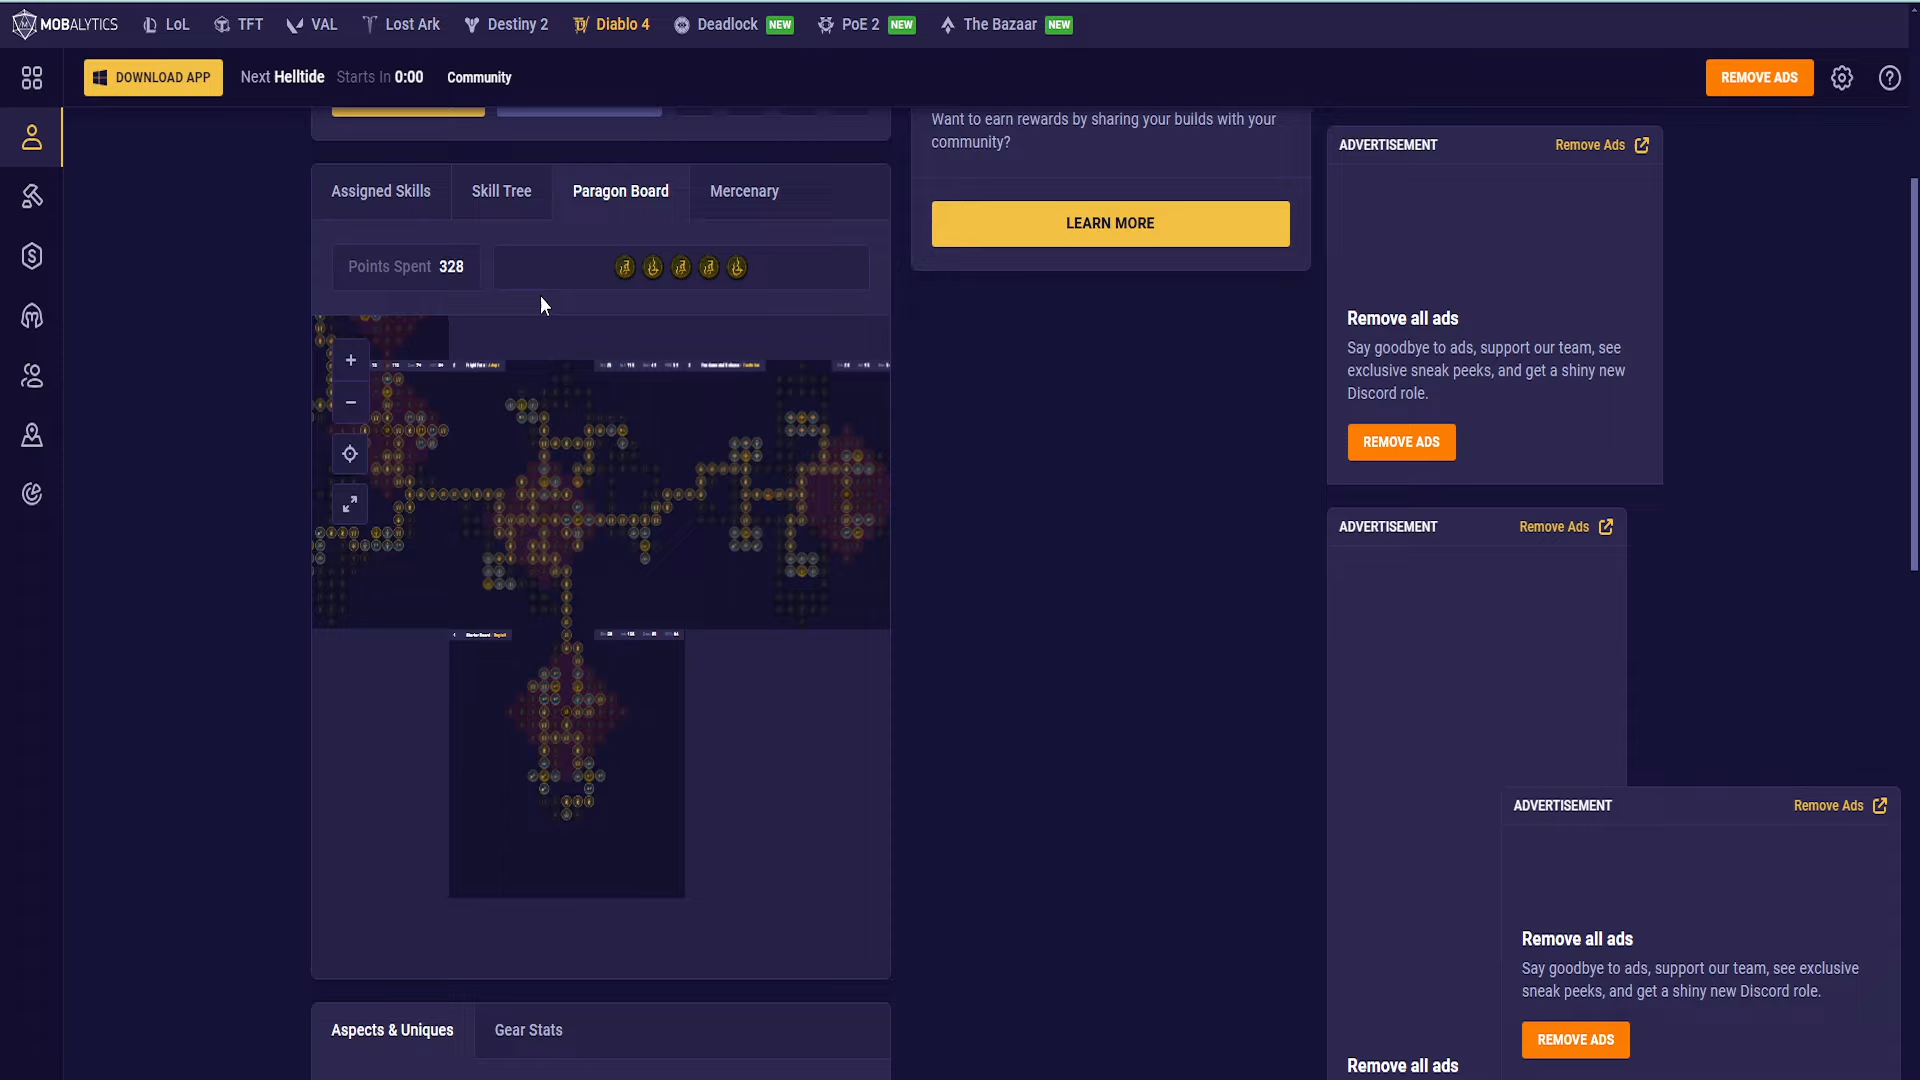 MOBALYTICS LoL TFT VAL Lost Ark Destiny 2 Diablo 4 Deadlock NEW PoE 2 NEW The Bazaar NEW
DOWNLOAD APP Next Helltide Starts In 0:00 Community REMOVE ADS
Want to earn rewards by sharing your builds with your
community?
LEARN MORE
Assigned Skills Skill Tree Paragon Board Mercenary
Points Spent 328
Aspects & Uniques Gear Stats
ADVERTISEMENT Remove Ads
Remove all ads
Say goodbye to ads, support our team, see
exclusive sneak peeks, and get a shiny new
Discord role.
REMOVE ADS
ADVERTISEMENT Remove Ads
Remove all ads
ADVERTISEMENT Remove Ads
Remove all ads
Say goodbye to ads, support our team, see exclusive
sneak peeks, and get a shiny new Discord role.
REMOVE ADS